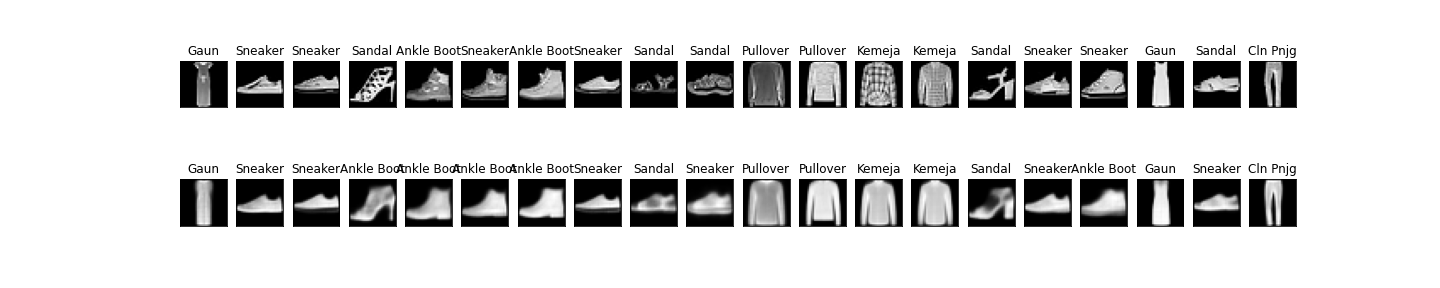 Gaun Sneaker Sneaker Sandal Ankle Boot Sneaker Ankle Boot Sneaker Sandal Sandal Pullover Pullover Kemeja Kemeja Sandal Sneaker Sneaker Gaun Sandal Cln Pnjg
Gaun Sneaker Sneaker Ankle Boot Ankle Boot Ankle Boot Ankle Boot Sneaker Sandal Sneaker Pullover Pullover Kemeja Kemeja Sandal Sneaker Ankle Boot Gaun Sneaker Cln Pnjg